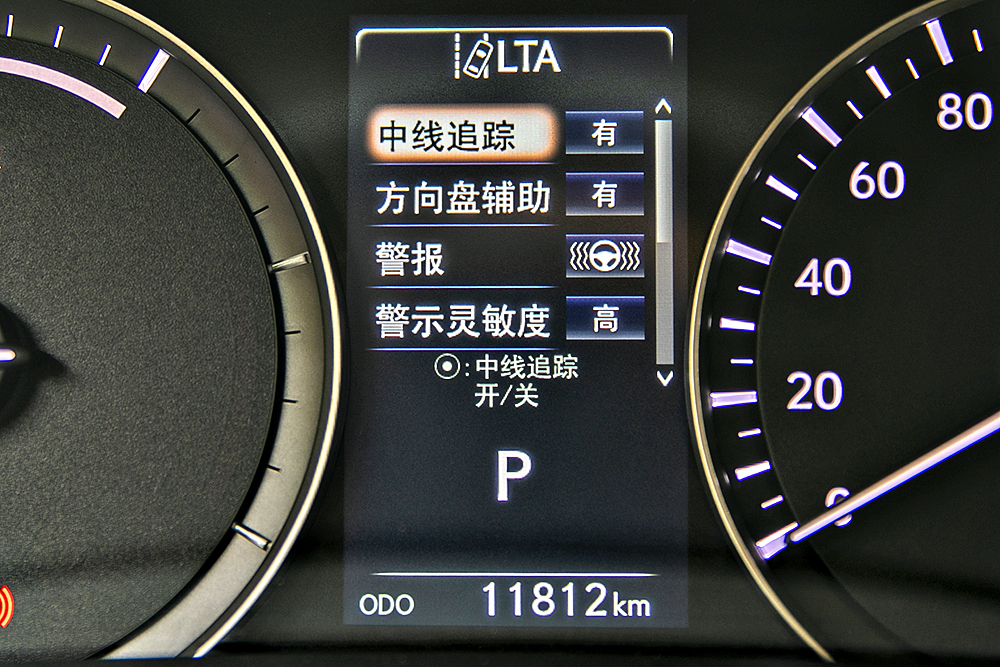 LTA
中线追踪 有
方向盘辅助 有
警报
警示灵敏度 高
⊙:中线追踪
开/关
P
ODO 11812km
80
60
40
20
0